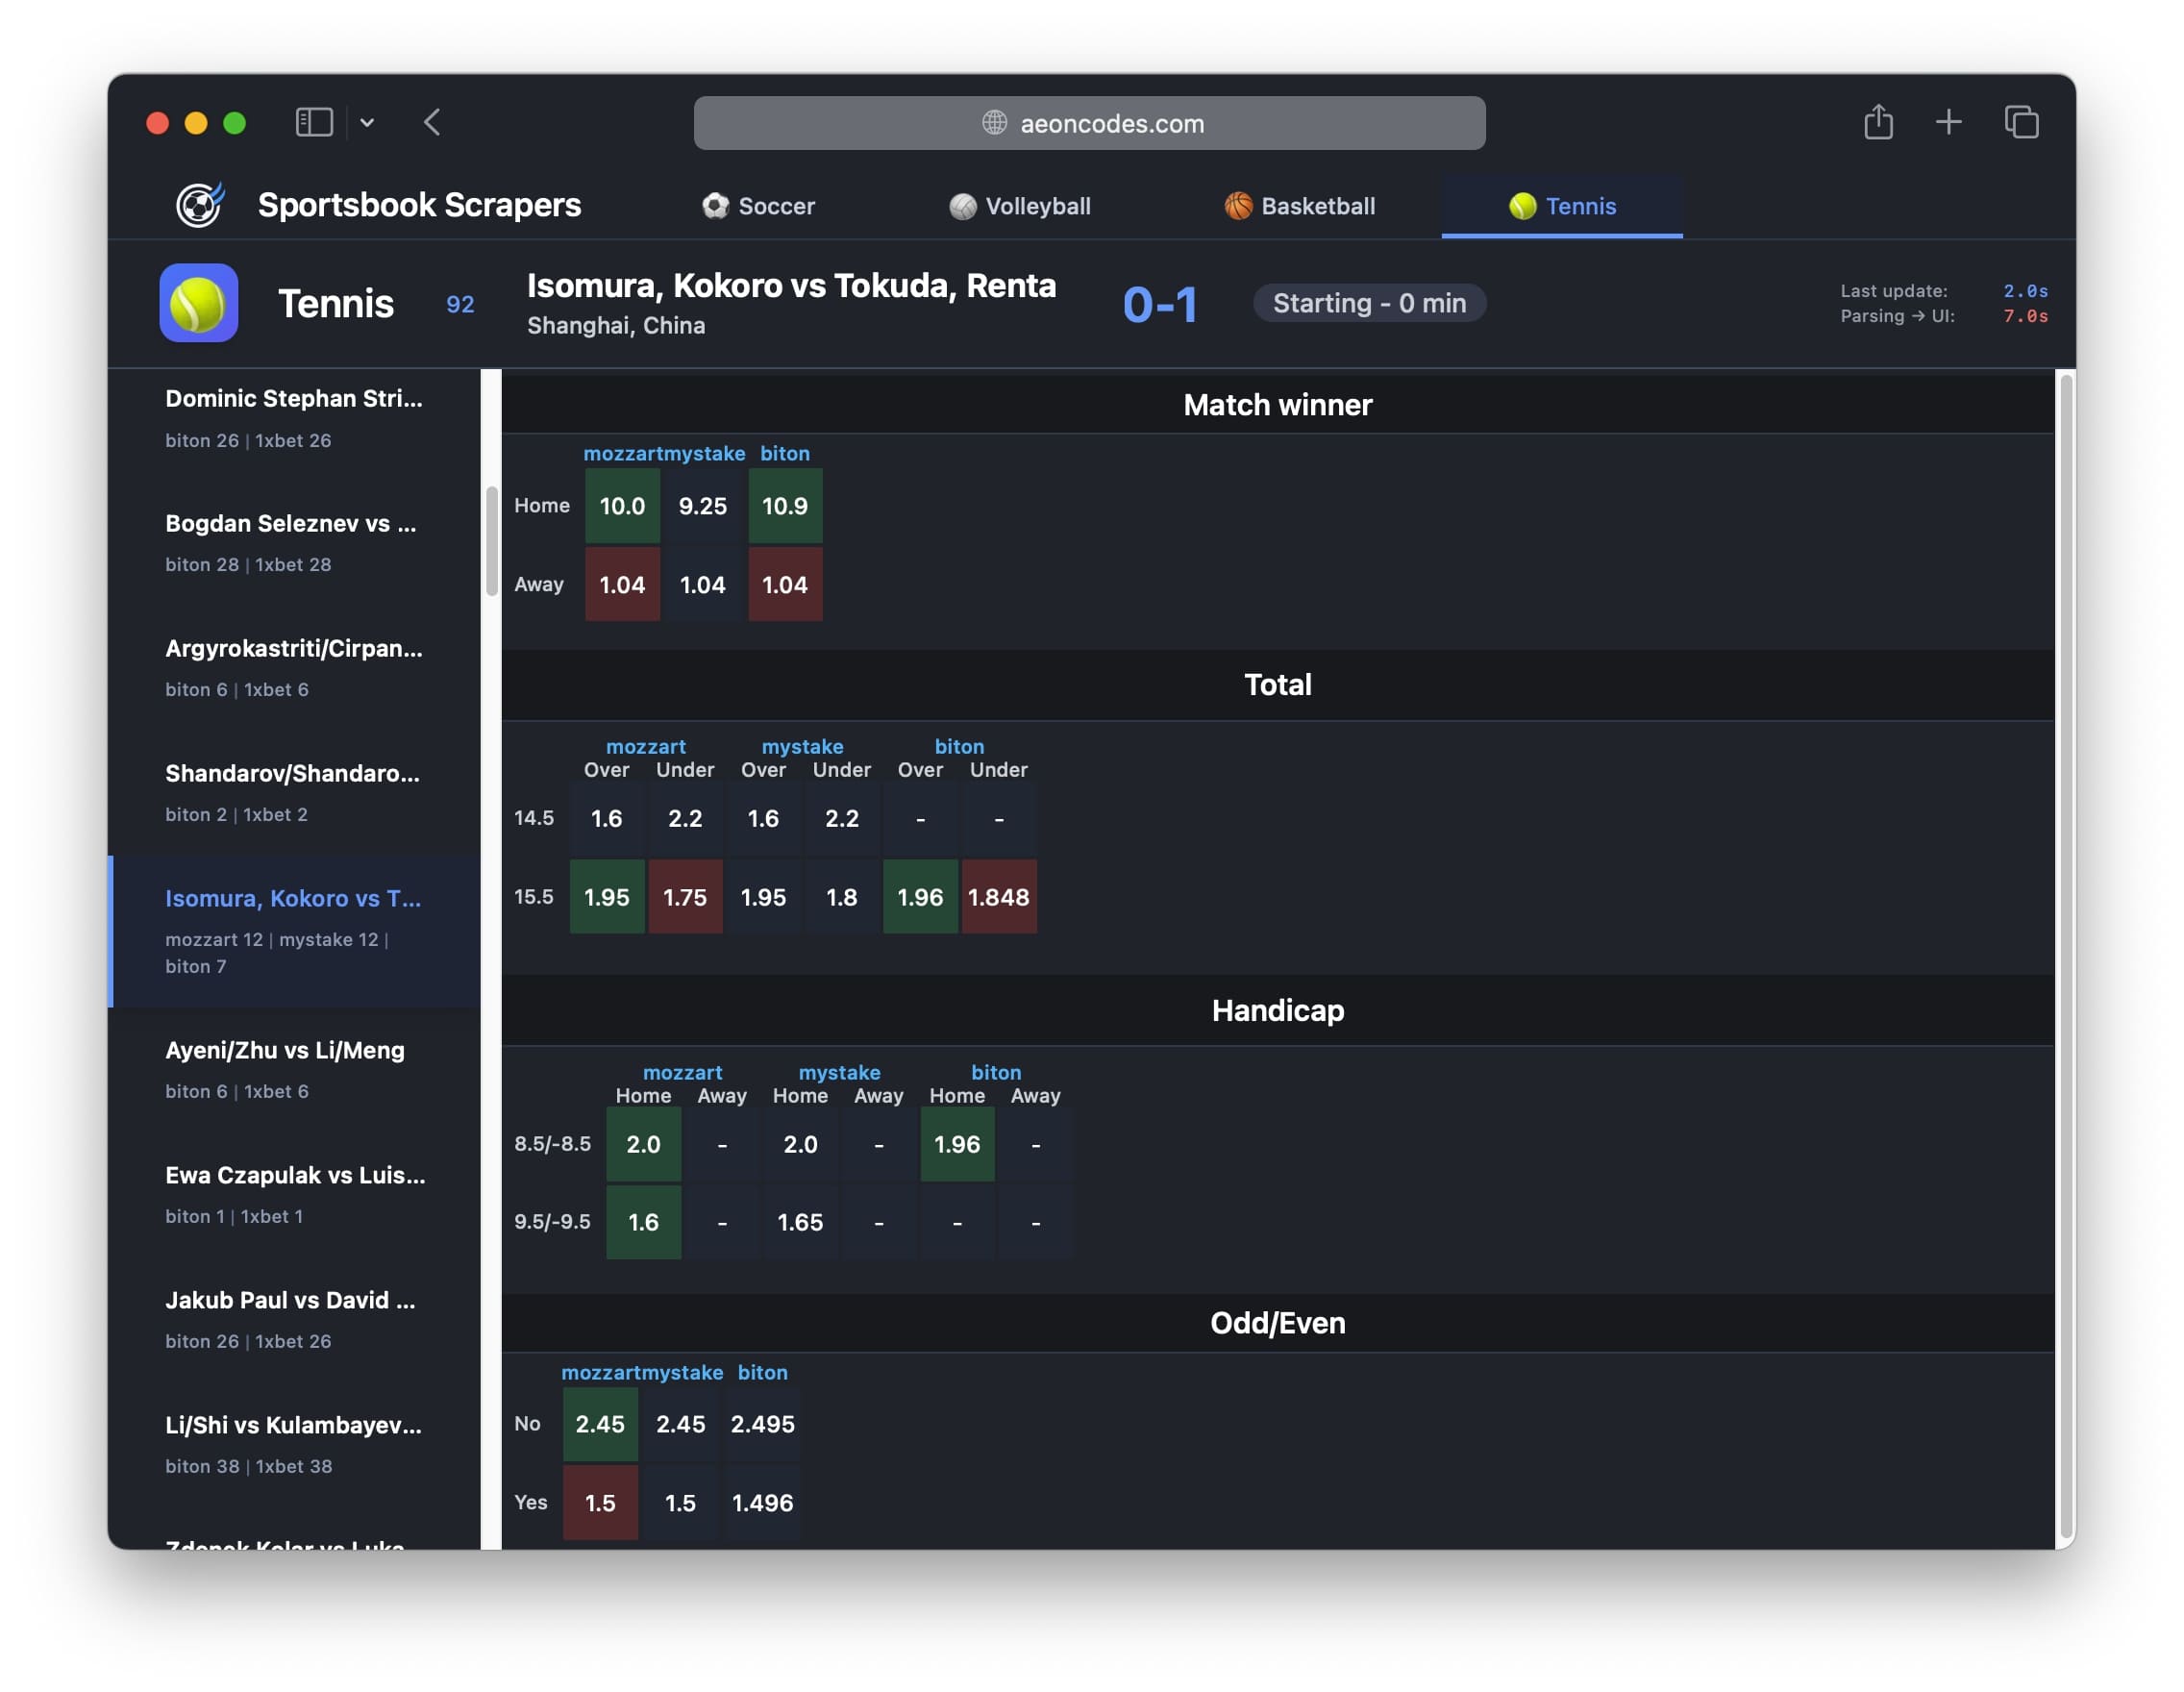 aeoncodes.com
Sportsbook Scrapers
Soccer
Volleyball
Basketball
Tennis
Tennis 92
Isomura, Kokoro vs Tokuda, Renta
Shanghai, China
0-1
Starting - 0 min
Last update: 2.0s
Parsing → UI: 7.0s
Dominic Stephan Stri...
biton 26 | 1xbet 26
Bogdan Seleznev vs ...
biton 28 | 1xbet 28
Argyrokastriti/Cirpan...
biton 6 | 1xbet 6
Shandarov/Shandaro...
biton 2 | 1xbet 2
Isomura, Kokoro vs T...
mozzart 12 | mystake 12 |
biton 7
Ayeni/Zhu vs Li/Meng
biton 6 | 1xbet 6
Ewa Czapulak vs Luis...
biton 1 | 1xbet 1
Jakub Paul vs David ...
biton 26 | 1xbet 26
Li/Shi vs Kulambayev...
biton 38 | 1xbet 38
Zdenek Kolar vs Luka
Match winner
mozzart mystake biton
Home 10.0 9.25 10.9
Away 1.04 1.04 1.04
Total
mozzart mystake biton
Over Under Over Under Over Under
14.5 1.6 2.2 1.6 2.2 - -
15.5 1.95 1.75 1.95 1.8 1.96 1.848
Handicap
mozzart mystake biton
Home Away Home Away Home Away
8.5/-8.5 2.0 - 2.0 - 1.96 -
9.5/-9.5 1.6 - 1.65 - - -
Odd/Even
mozzart mystake biton
No 2.45 2.45 2.495
Yes 1.5 1.5 1.496